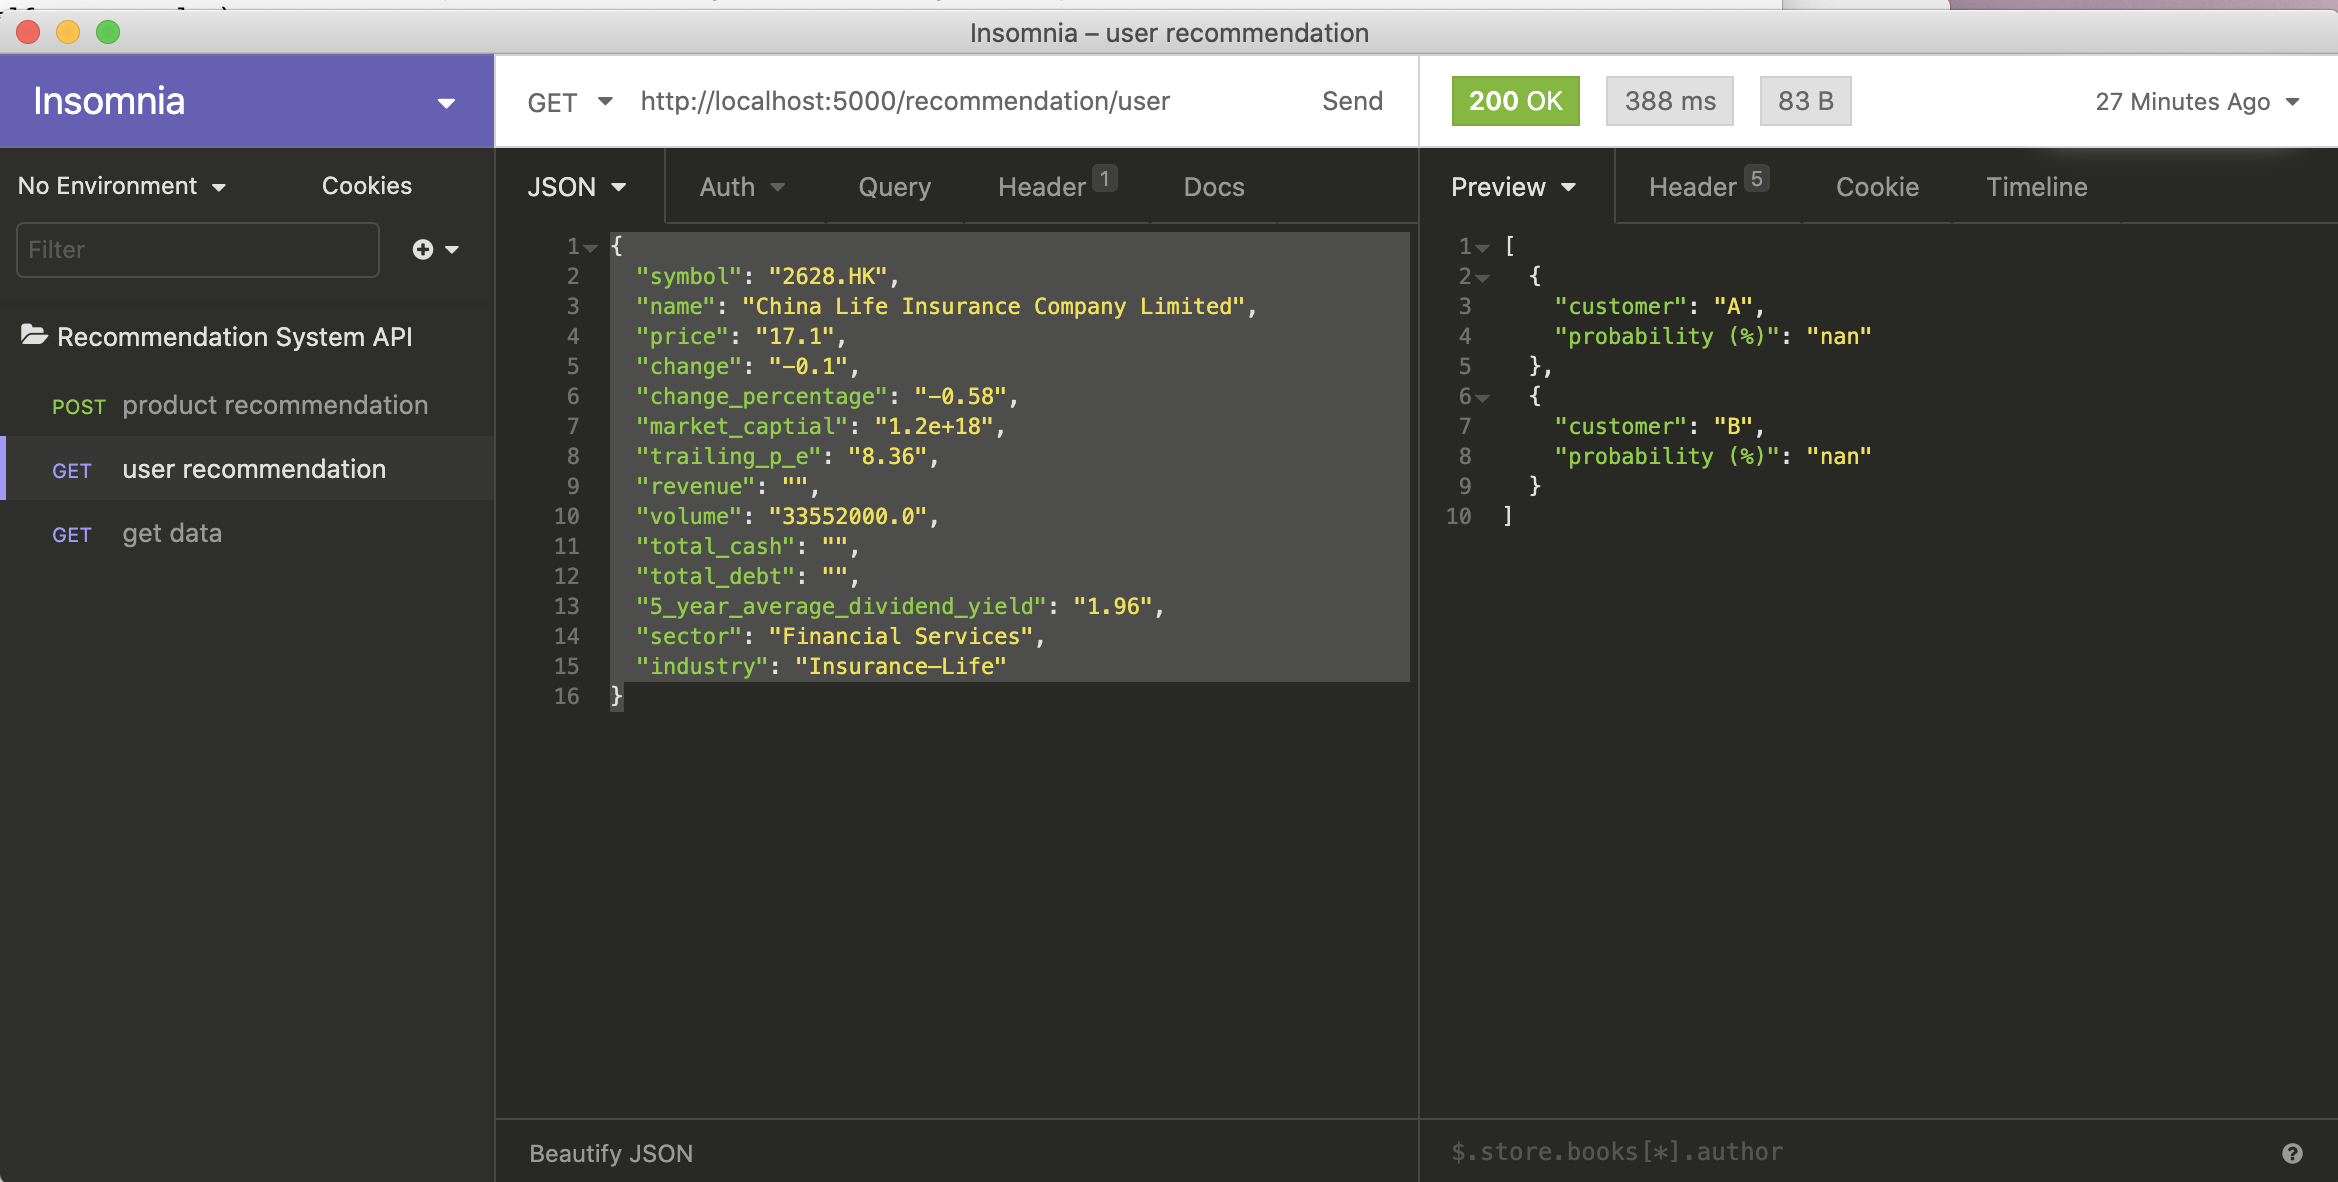 Insomnia – user recommendation
Insomnia
GET http://localhost:5000/recommendation/user Send
200 OK 388 ms 83 B 27 Minutes Ago
No Environment Cookies
Filter
Recommendation System API
POST product recommendation
GET user recommendation
GET get data
JSON Auth Query Header 1 Docs
1 {
2 "symbol": "2628.HK",
3 "name": "China Life Insurance Company Limited",
4 "price": "17.1",
5 "change": "-0.1",
6 "change_percentage": "-0.58",
7 "market_captial": "1.2e+18",
8 "trailing_p_e": "8.36",
9 "revenue": "",
10 "volume": "33552000.0",
11 "total_cash": "",
12 "total_debt": "",
13 "5_year_average_dividend_yield": "1.96",
14 "sector": "Financial Services",
15 "industry": "Insurance—Life"
16 }
Beautify JSON
Preview Header 5 Cookie Timeline
1 [
2 {
3 "customer": "A",
4 "probability (%)": "nan"
5 },
6 {
7 "customer": "B",
8 "probability (%)": "nan"
9 }
10 ]
$.store.books[*].author